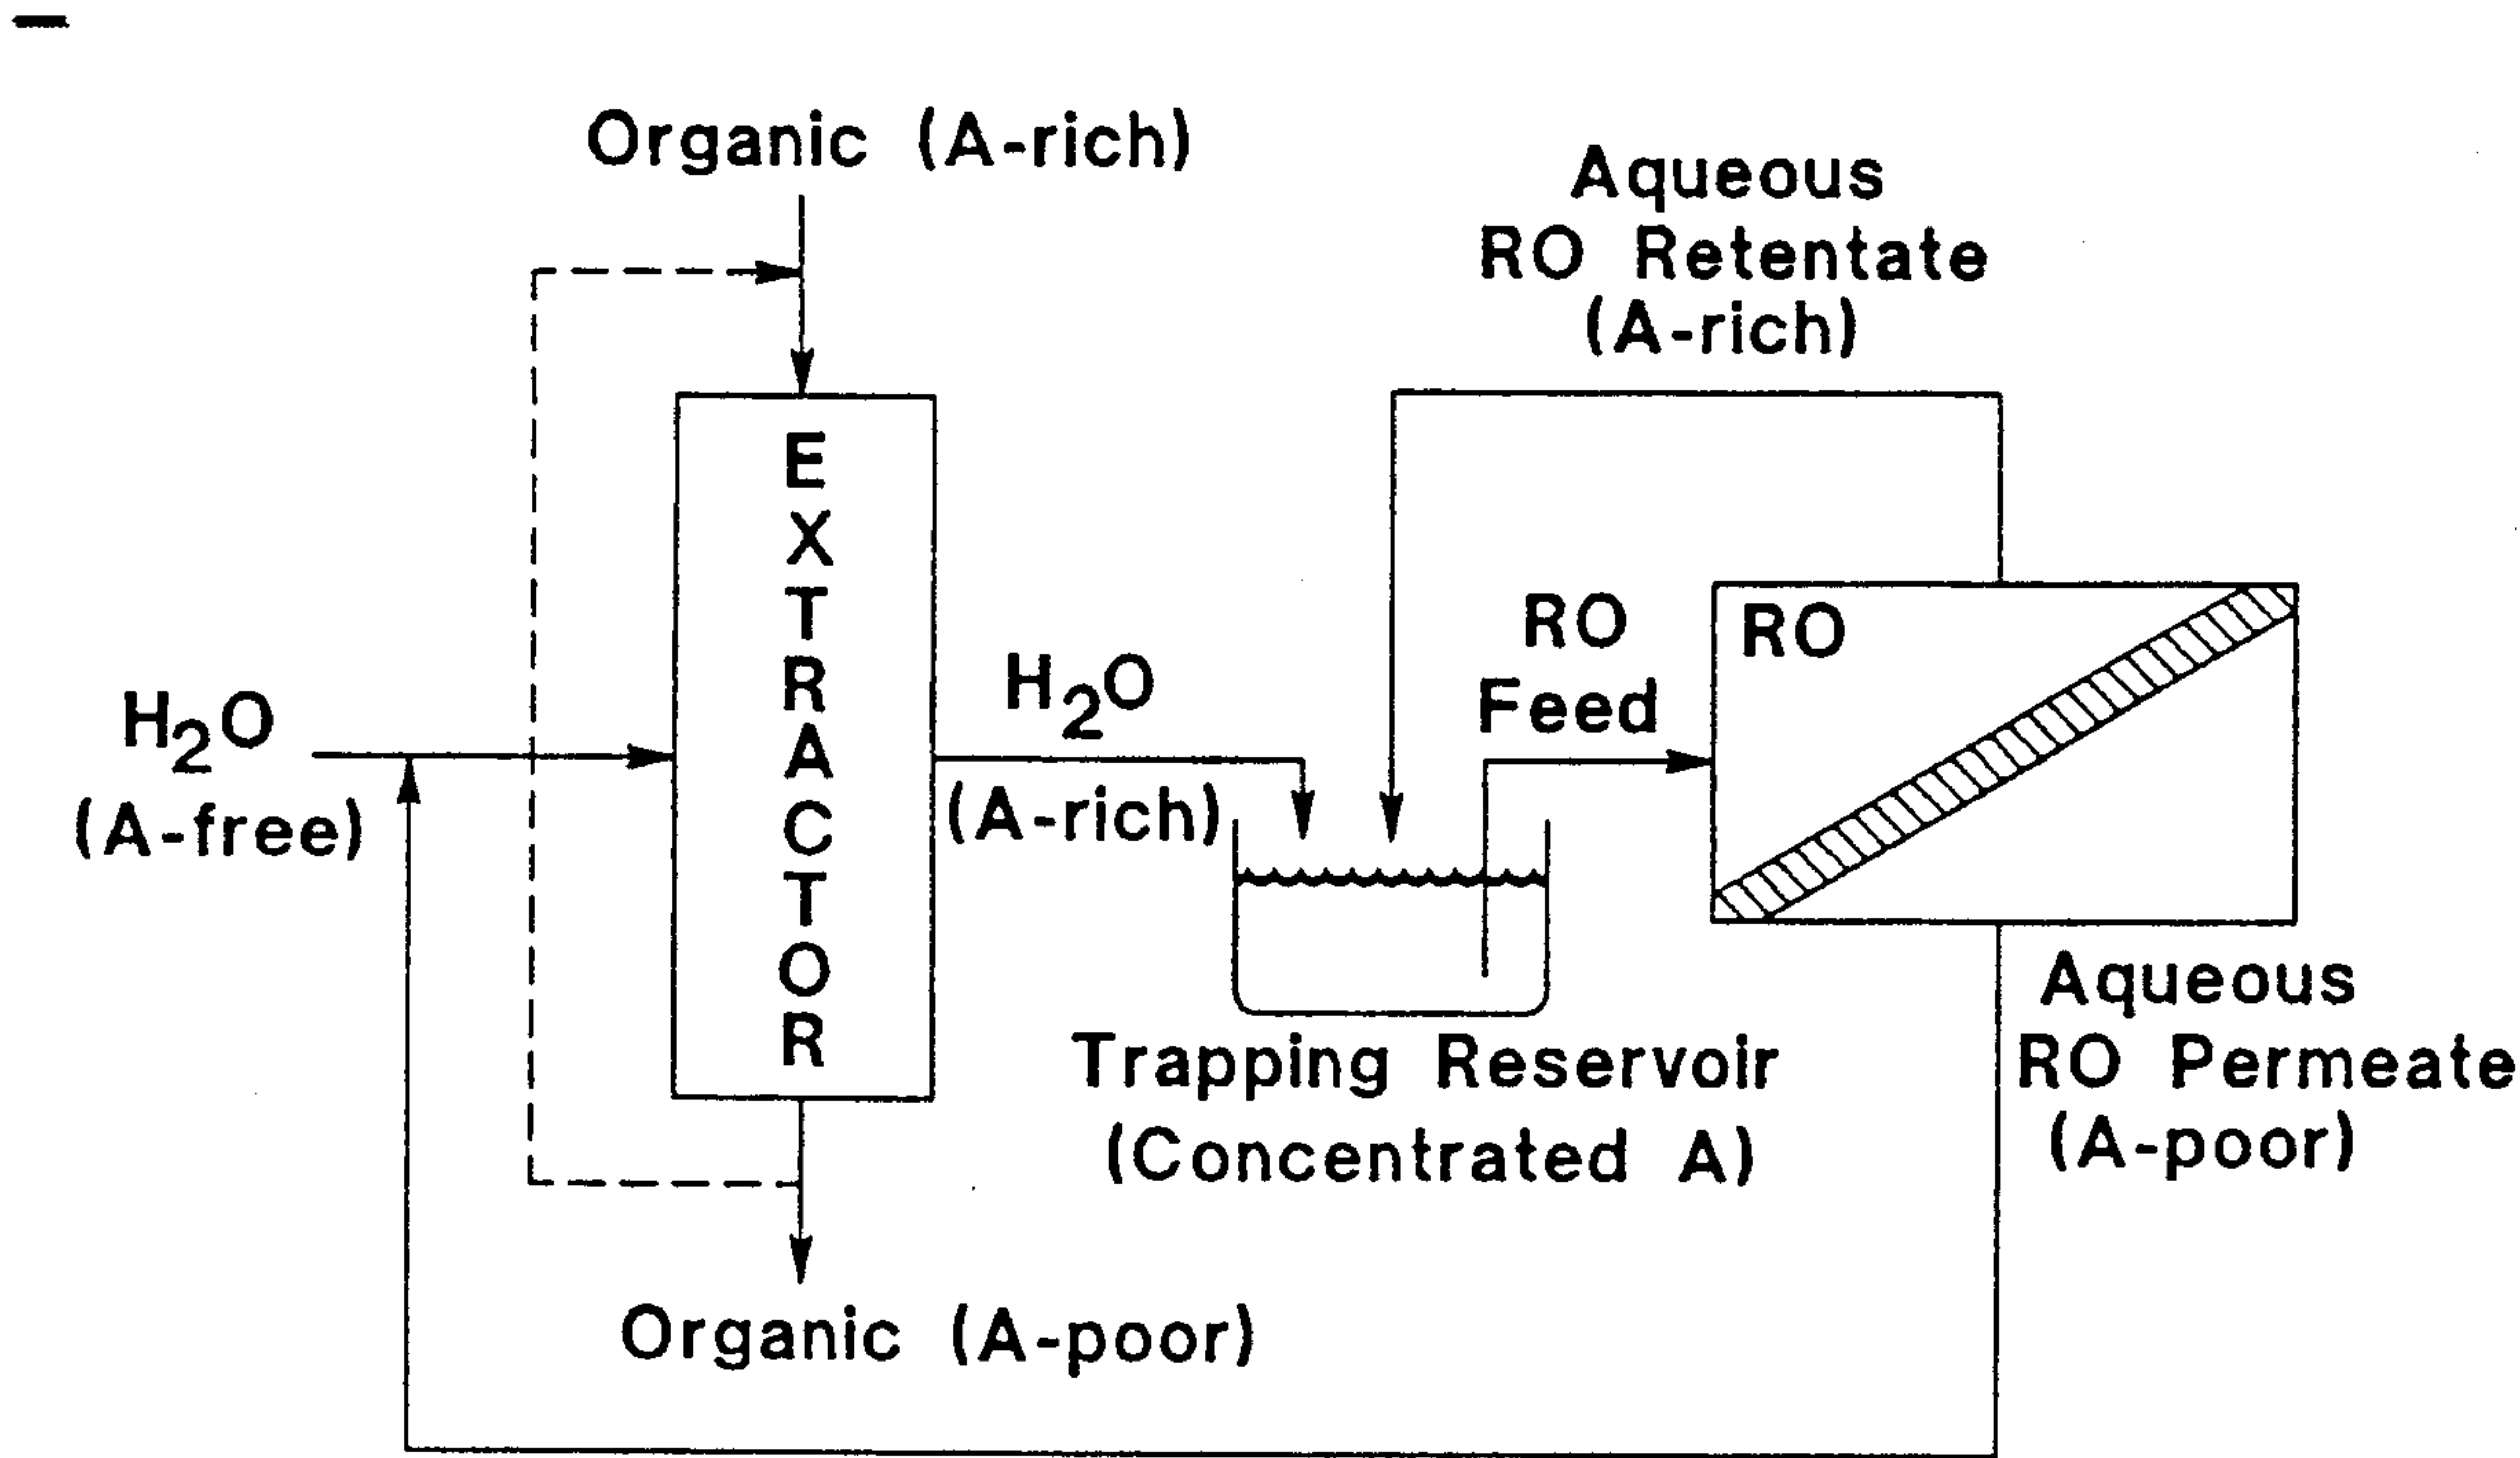 Organic (A-rich)
Aqueous
RO Retentate
(A-rich)
EXTRACTOR
H2O
(A-free)
H2O
(A-rich)
RO
Feed
RO
Trapping Reservoir
(Concentrated A)
Aqueous
RO Permeate
(A-poor)
Organic (A-poor)